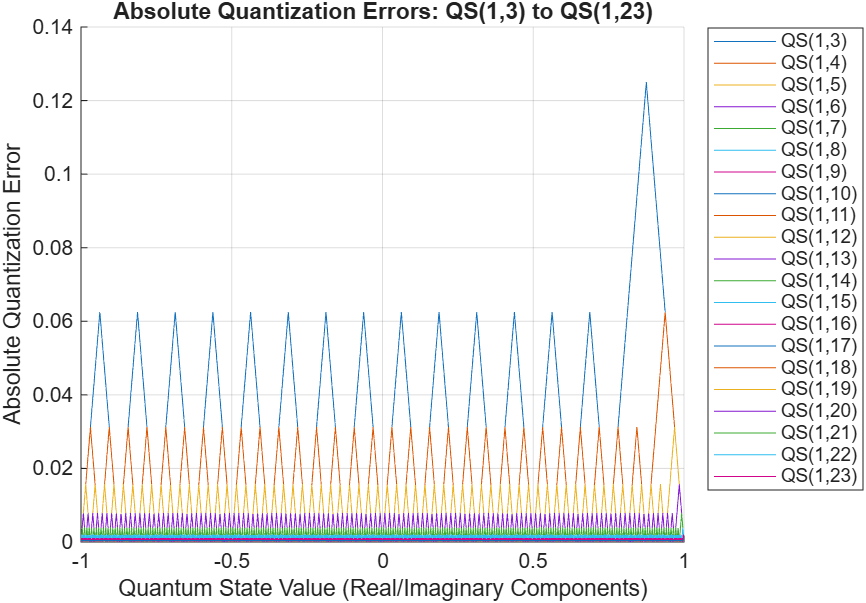 Absolute Quantization Errors: QS(1,3) to QS(1,23)
Absolute Quantization Error
0.14
0.12
0.1
0.08
0.06
0.04
0.02
0
-1
-0.5
0
0.5
1
Quantum State Value (Real/Imaginary Components)
QS(1,3)
QS(1,4)
QS(1,5)
QS(1,6)
QS(1,7)
QS(1,8)
QS(1,9)
QS(1,10)
QS(1,11)
QS(1,12)
QS(1,13)
QS(1,14)
QS(1,15)
QS(1,16)
QS(1,17)
QS(1,18)
QS(1,19)
QS(1,20)
QS(1,21)
QS(1,22)
QS(1,23)